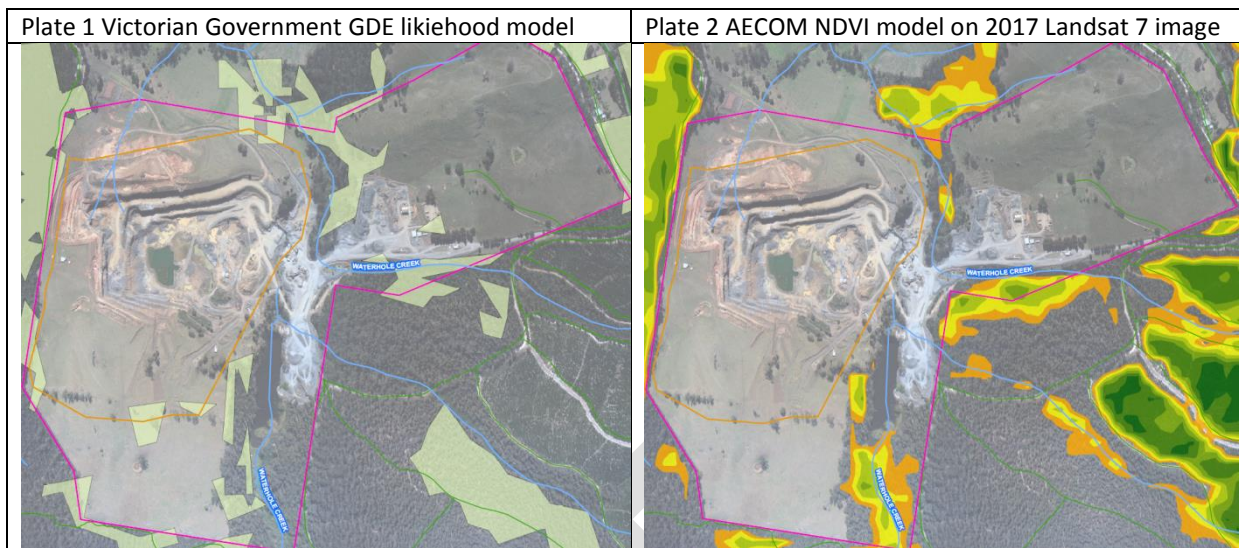 Plate 1 Victorian Government GDE likiehood model
Plate 2 AECOM NDVI model on 2017 Landsat 7 image
WATERHOLE CREEK
WATERHOLE CREEK
WATERHOLE CREEK
WATERHOLE CREEK